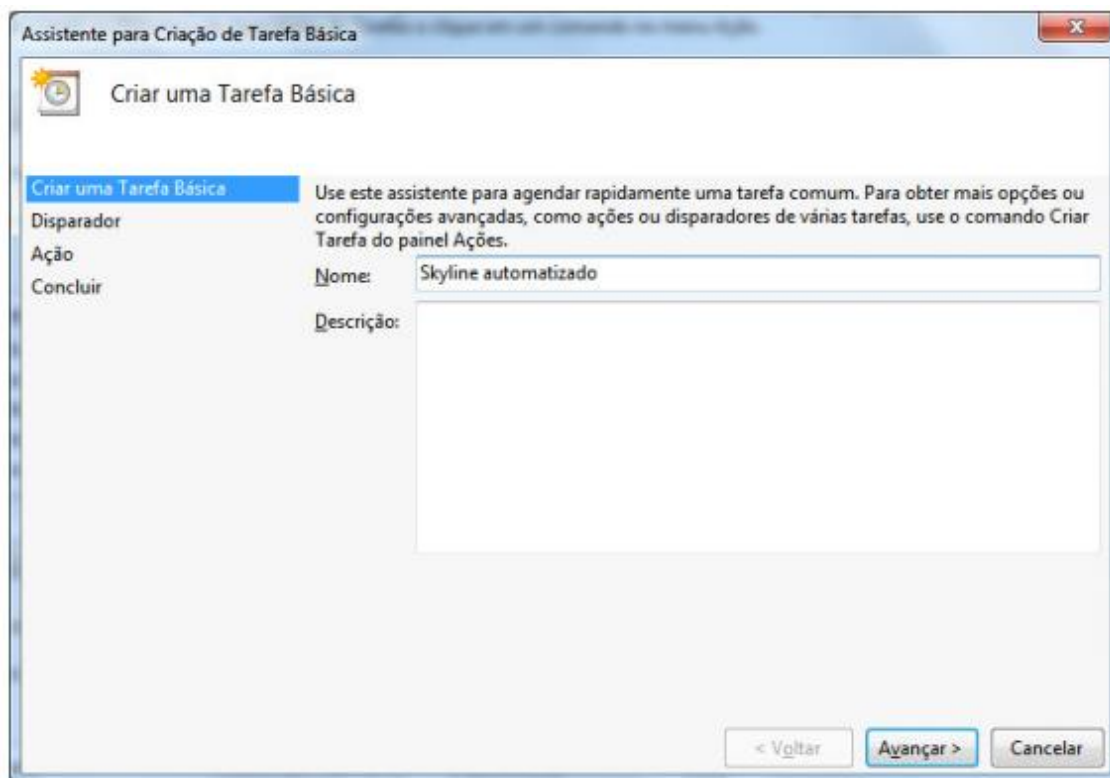 Assistente para Criação de Tarefa Básica
Criar uma Tarefa Básica
Criar uma Tarefa Básica
Disparador
Ação
Concluir
Use este assistente para agendar rapidamente uma tarefa comum. Para obter mais opções ou
configurações avançadas, como ações ou disparadores de várias tarefas, use o comando Criar
Tarefa do painel Ações.
Nome:
Skyline automatizado
Descrição:
< Voltar
Avançar >
Cancelar